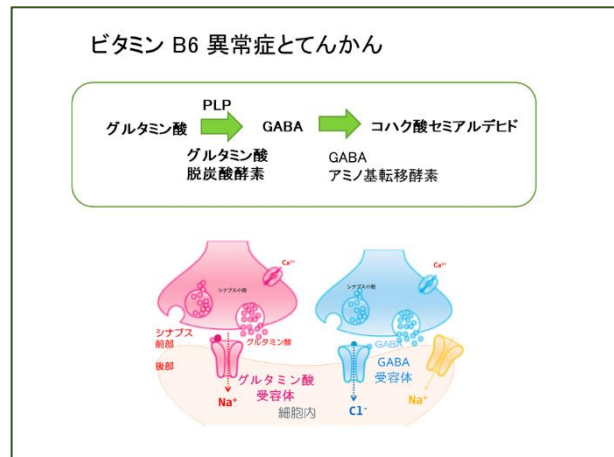 ビタミン B6 異常症とてんかん
PLP
グルタミン酸 GABA コハク酸セミアルデヒド
グルタミン酸
脱炭酸酵素
GABA
アミノ基転移酵素
Ca²⁺
シナプス小胞
シナプス
前部
後部
グルタミン酸
グルタミン酸
受容体
Na⁺
細胞内
Ca²⁺
シナプス小胞
GABA
GABA
受容体
Cl⁻
Na⁺